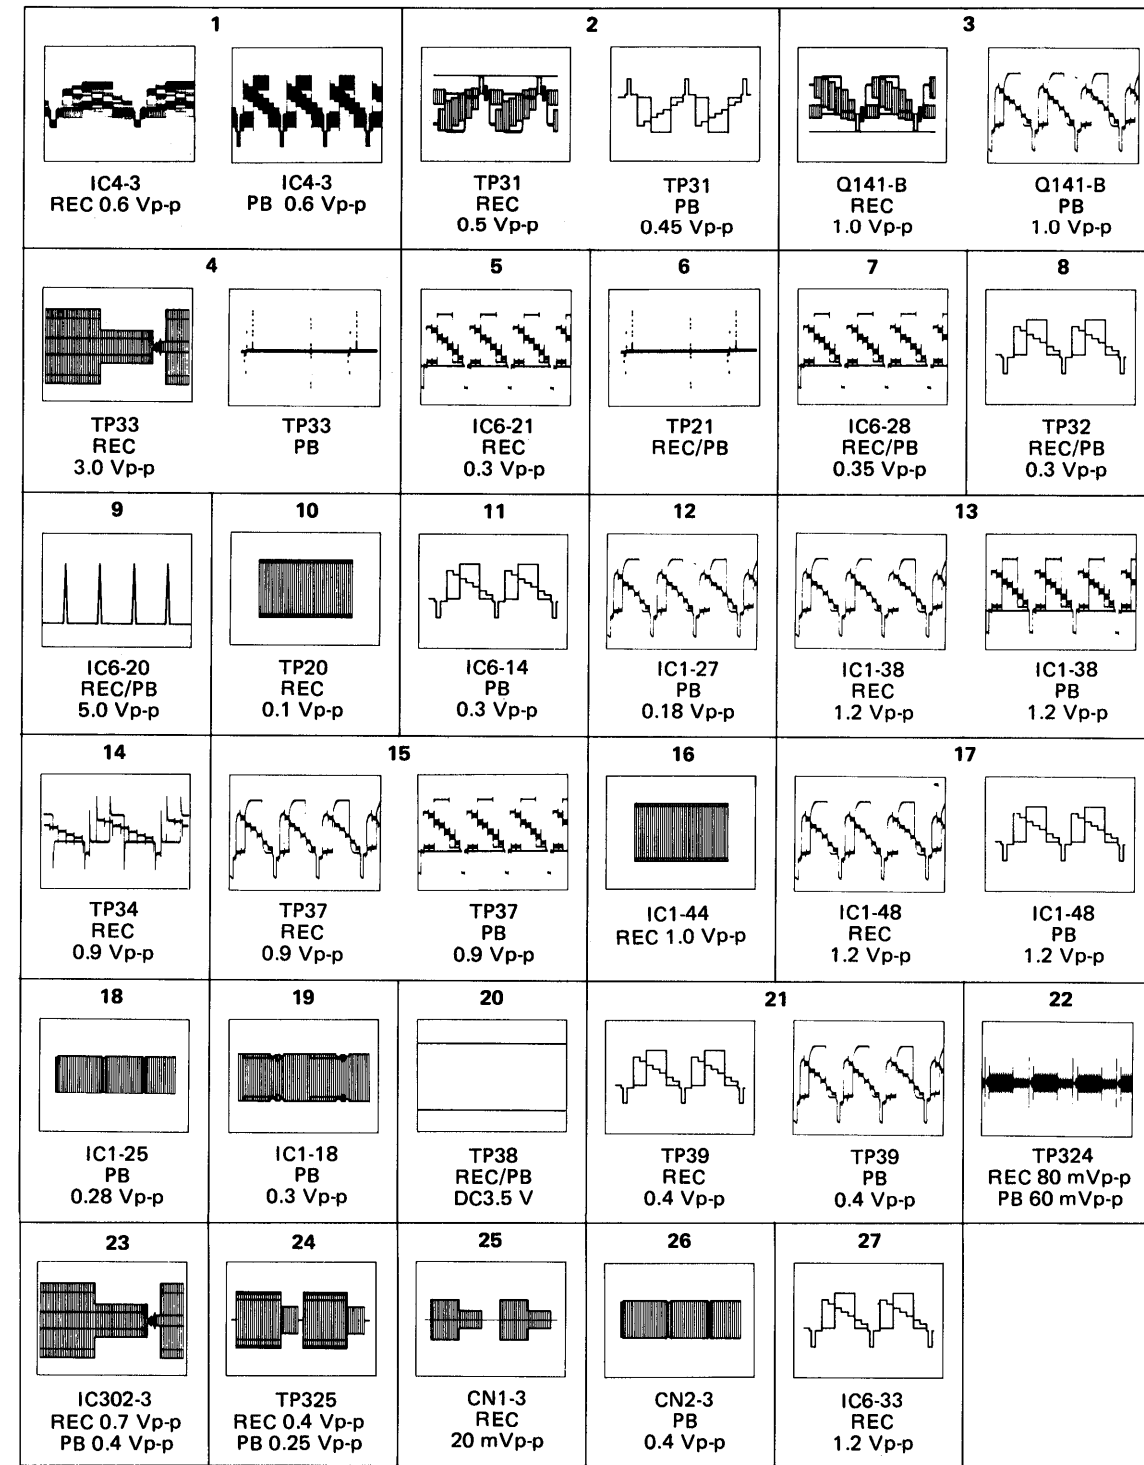 1
IC4-3
REC 0.6 Vp-p
IC4-3
PB 0.6 Vp-p
2
TP31
REC
0.5 Vp-p
TP31
PB
0.45 Vp-p
3
Q141-B
REC
1.0 Vp-p
Q141-B
PB
1.0 Vp-p
4
TP33
REC
3.0 Vp-p
TP33
PB
5
IC6-21
REC
0.3 Vp-p
6
TP21
REC/PB
7
IC6-28
REC/PB
0.35 Vp-p
8
TP32
REC/PB
0.3 Vp-p
9
IC6-20
REC/PB
5.0 Vp-p
10
TP20
REC
0.1 Vp-p
11
IC6-14
PB
0.3 Vp-p
12
IC1-27
PB
0.18 Vp-p
13
IC1-38
REC
1.2 Vp-p
IC1-38
PB
1.2 Vp-p
14
TP34
REC
0.9 Vp-p
15
TP37
REC
0.9 Vp-p
TP37
PB
0.9 Vp-p
16
IC1-44
REC 1.0 Vp-p
17
IC1-48
REC
1.2 Vp-p
IC1-48
PB
1.2 Vp-p
18
IC1-25
PB
0.28 Vp-p
19
IC1-18
PB
0.3 Vp-p
20
TP38
REC/PB
DC3.5 V
21
TP39
REC
0.4 Vp-p
TP39
PB
0.4 Vp-p
22
TP324
REC 80 mVp-p
PB 60 mVp-p
23
IC302-3
REC 0.7 Vp-p
PB 0.4 Vp-p
24
TP325
REC 0.4 Vp-p
PB 0.25 Vp-p
25
CN1-3
REC
20 mVp-p
26
CN2-3
PB
0.4 Vp-p
27
IC6-33
REC
1.2 Vp-p